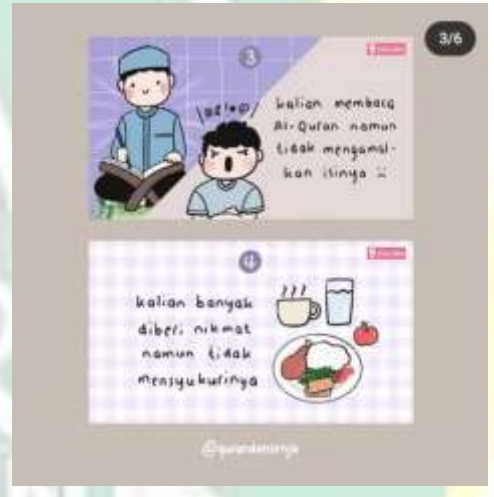 3/6
3
kalian membaca
Al-Quran namun
tidak mengamal-
kan isinya
4
kalian banyak
diberi nikmat
namun tidak
mensyukurinya